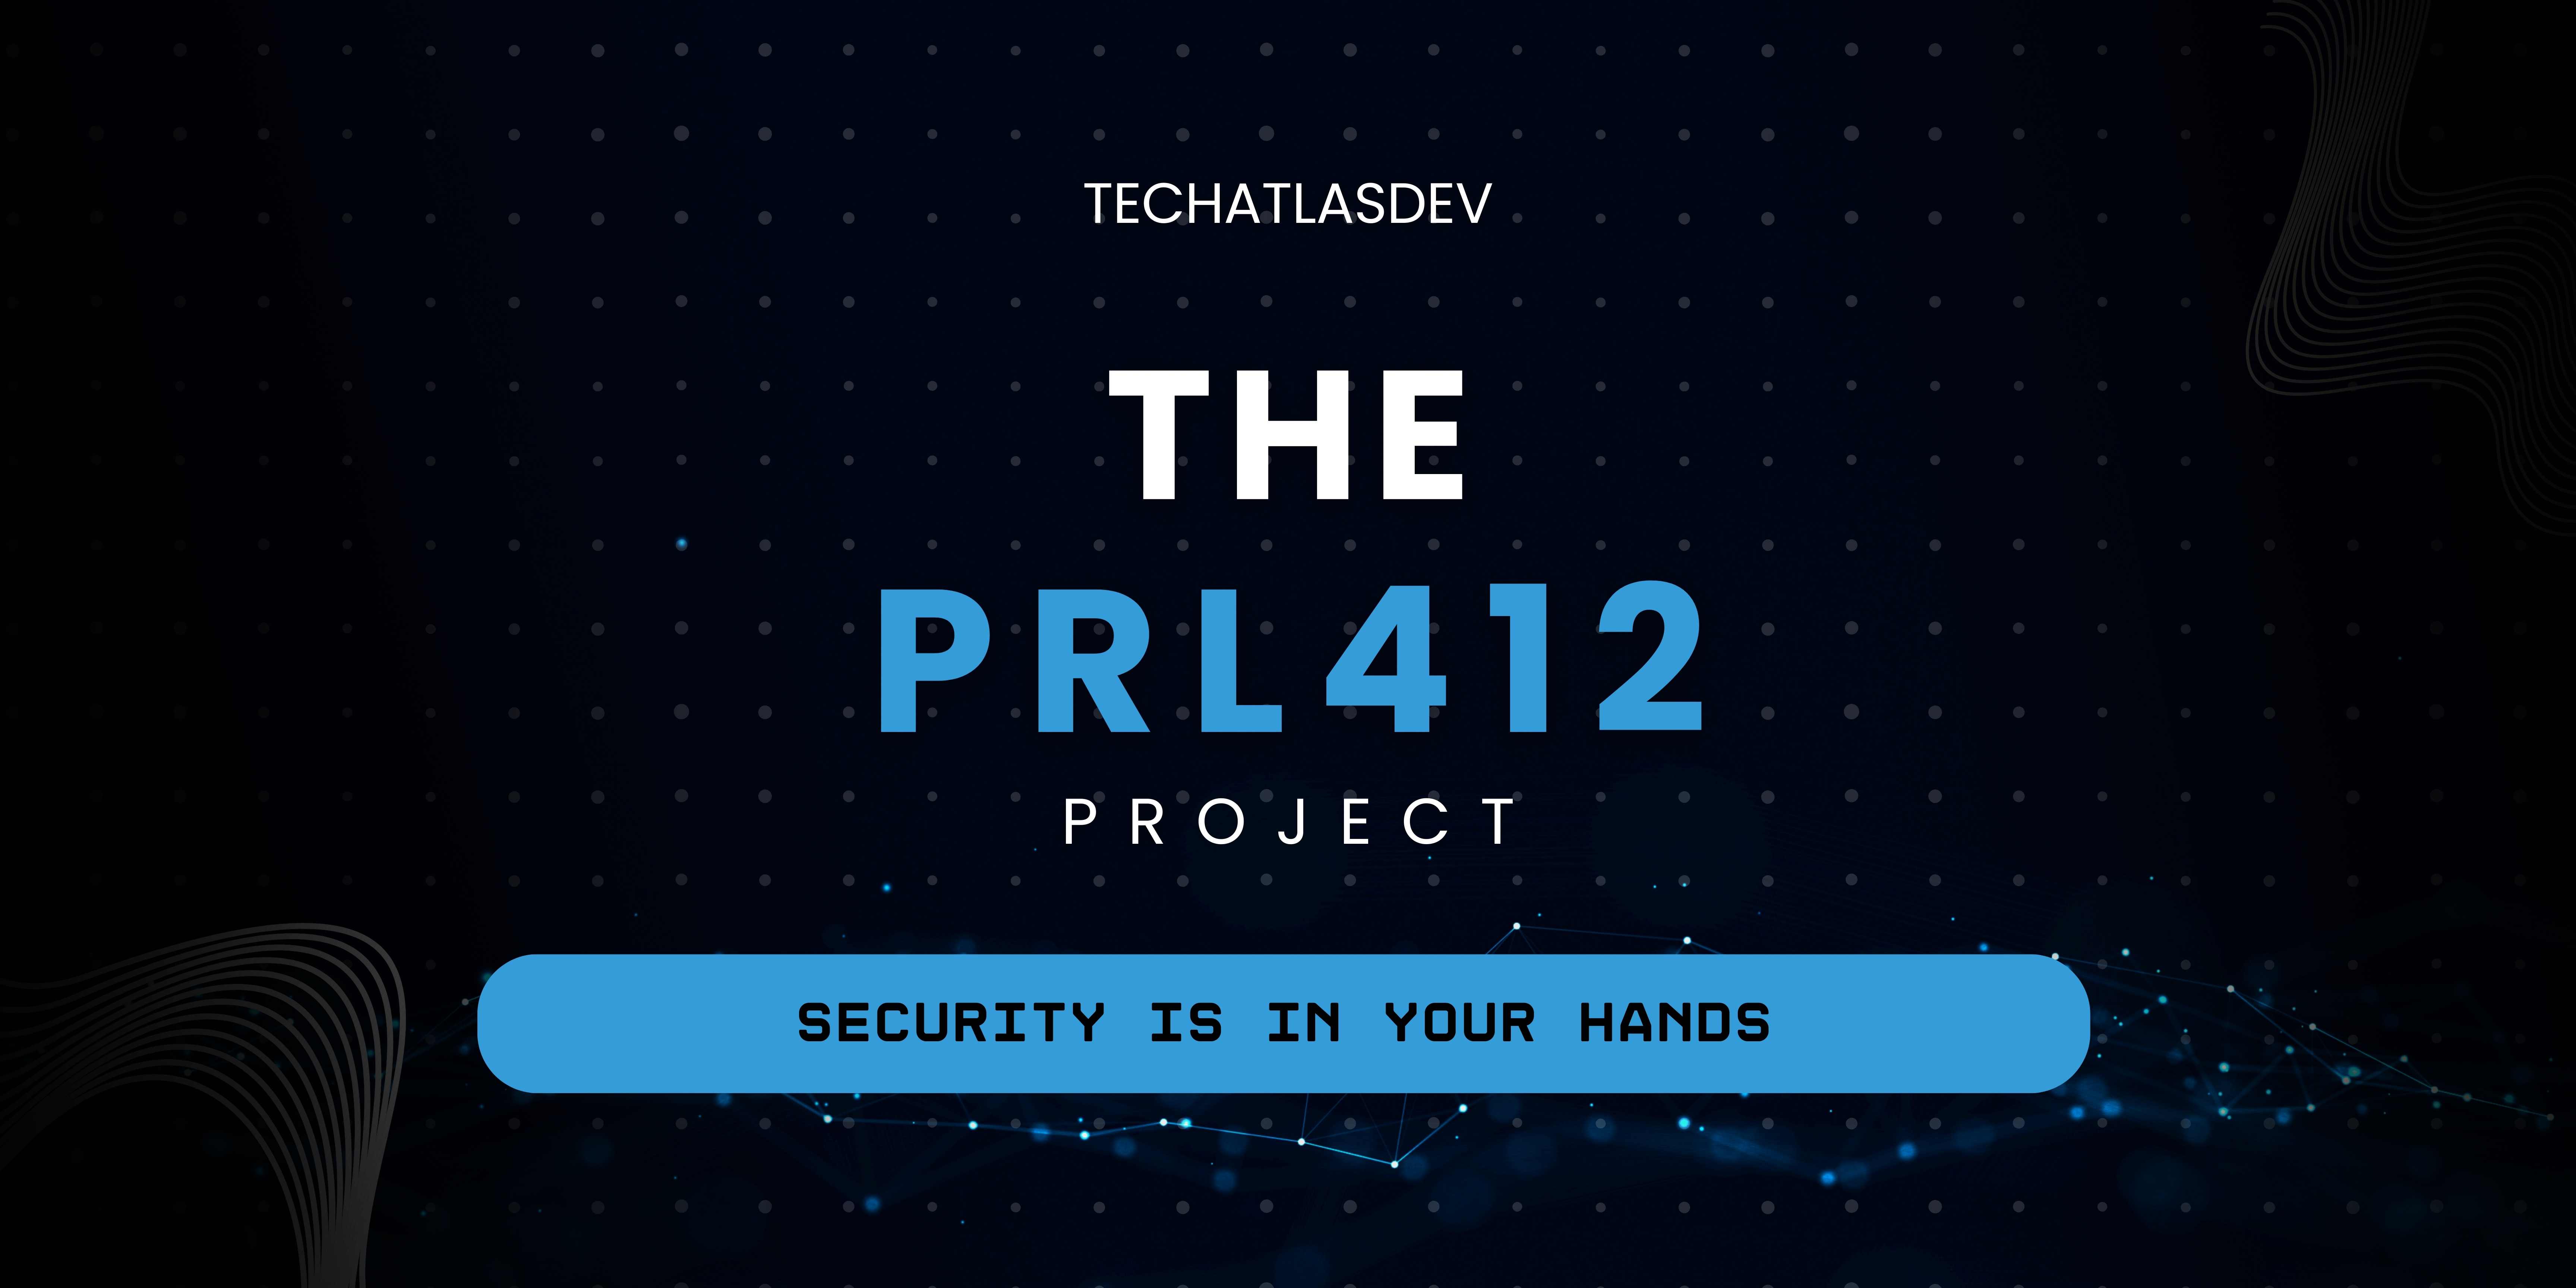 TECHATLASDEV
THE
PRL412
PROJECT
SECURITY IS IN YOUR HANDS